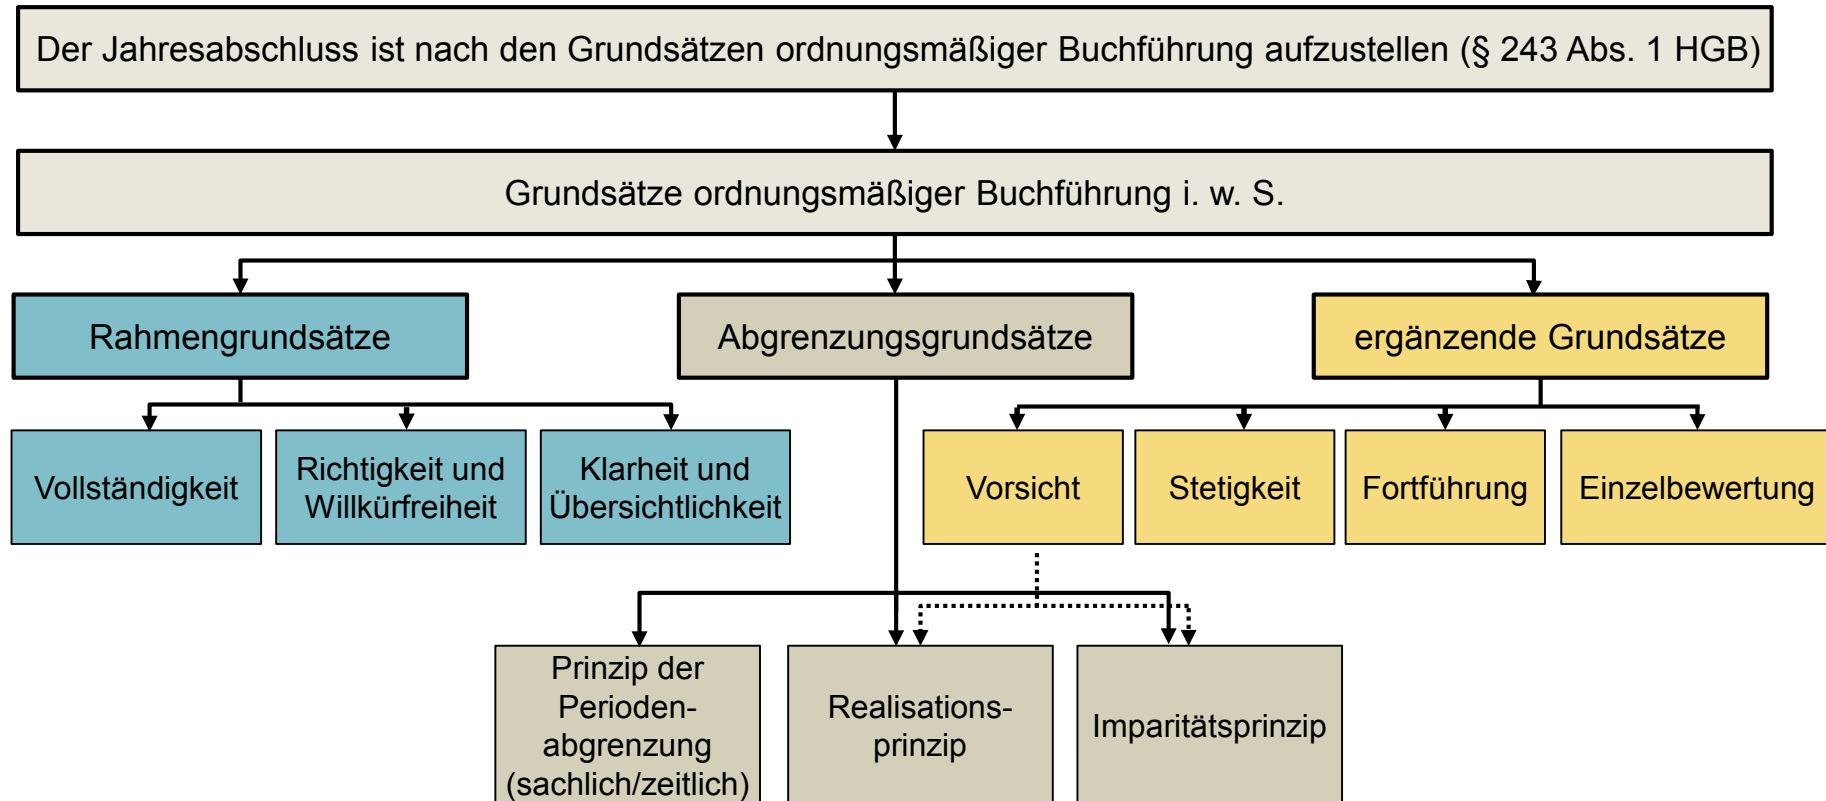 Der Jahresabschluss ist nach den Grundsätzen ordnungsmäßiger Buchführung aufzustellen (§ 243 Abs. 1 HGB)
Grundsätze ordnungsmäßiger Buchführung i. w. S.
Rahmengrundsätze
Abgrenzungsgrundsätze
ergänzende Grundsätze
Vollständigkeit
Richtigkeit und
Willkürfreiheit
Klarheit und
Übersichtlichkeit
Vorsicht
Stetigkeit
Fortführung
Einzelbewertung
Prinzip der
Perioden-
abgrenzung
(sachlich/zeitlich)
Realisations-
prinzip
Imparitätsprinzip